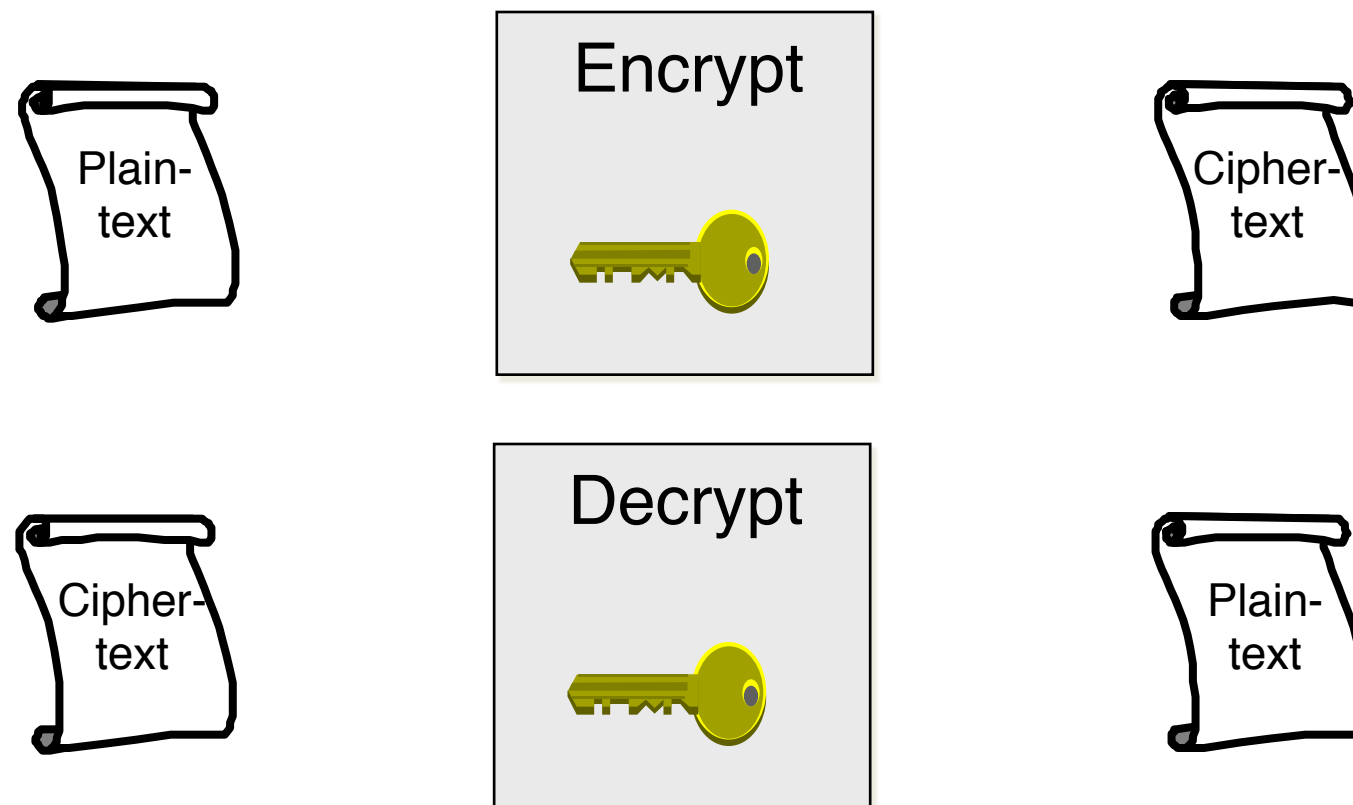 Encrypt
Plain-
text
Cipher-
text
Decrypt
Cipher-
text
Plain-
text